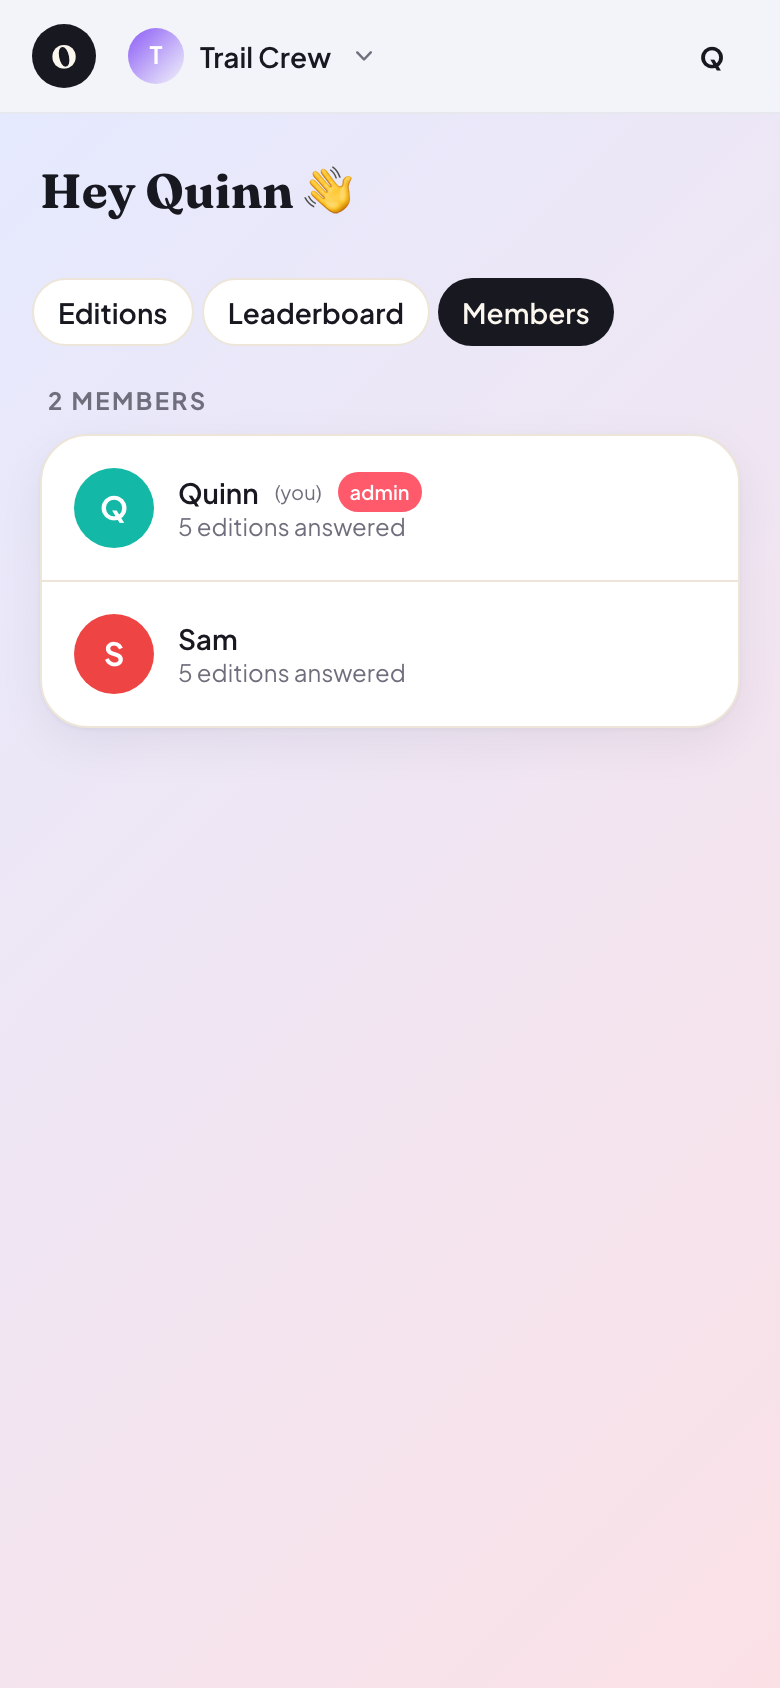 O T Trail Crew Q
Hey Quinn 👋
Editions Leaderboard Members
2 MEMBERS
Q
Quinn (you) admin
5 editions answered
S
Sam
5 editions answered